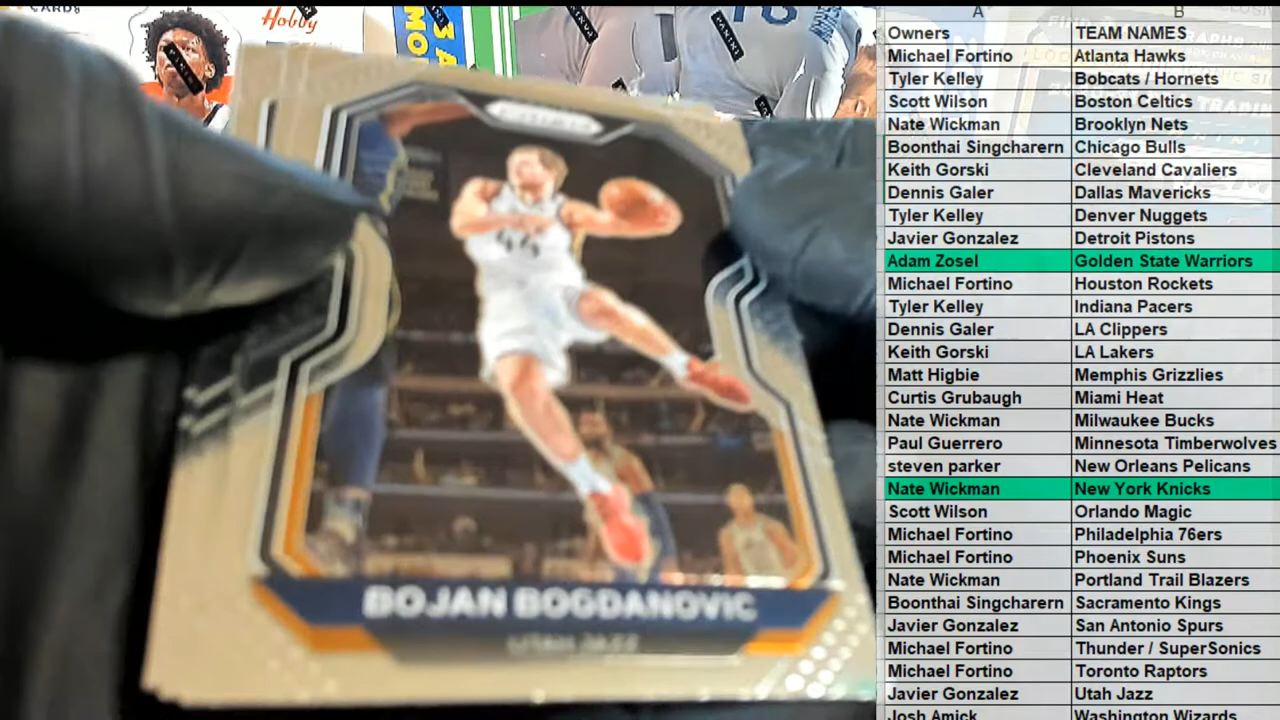 CARDS
Hobby
PANINI
PANINI
PANINI
PRIZM
44
BOJAN BOGDANOVIC
UTAH JAZZ
A B
Owners TEAM NAMES
Michael Fortino Atlanta Hawks
Tyler Kelley Bobcats / Hornets
Scott Wilson Boston Celtics
Nate Wickman Brooklyn Nets
Boonthai Singcharern Chicago Bulls
Keith Gorski Cleveland Cavaliers
Dennis Galer Dallas Mavericks
Tyler Kelley Denver Nuggets
Javier Gonzalez Detroit Pistons
Adam Zosel Golden State Warriors
Michael Fortino Houston Rockets
Tyler Kelley Indiana Pacers
Dennis Galer LA Clippers
Keith Gorski LA Lakers
Matt Higbie Memphis Grizzlies
Curtis Grubaugh Miami Heat
Nate Wickman Milwaukee Bucks
Paul Guerrero Minnesota Timberwolves
steven parker New Orleans Pelicans
Nate Wickman New York Knicks
Scott Wilson Orlando Magic
Michael Fortino Philadelphia 76ers
Michael Fortino Phoenix Suns
Nate Wickman Portland Trail Blazers
Boonthai Singcharern Sacramento Kings
Javier Gonzalez San Antonio Spurs
Michael Fortino Thunder / SuperSonics
Michael Fortino Toronto Raptors
Javier Gonzalez Utah Jazz
Josh Amick Washington Wizards